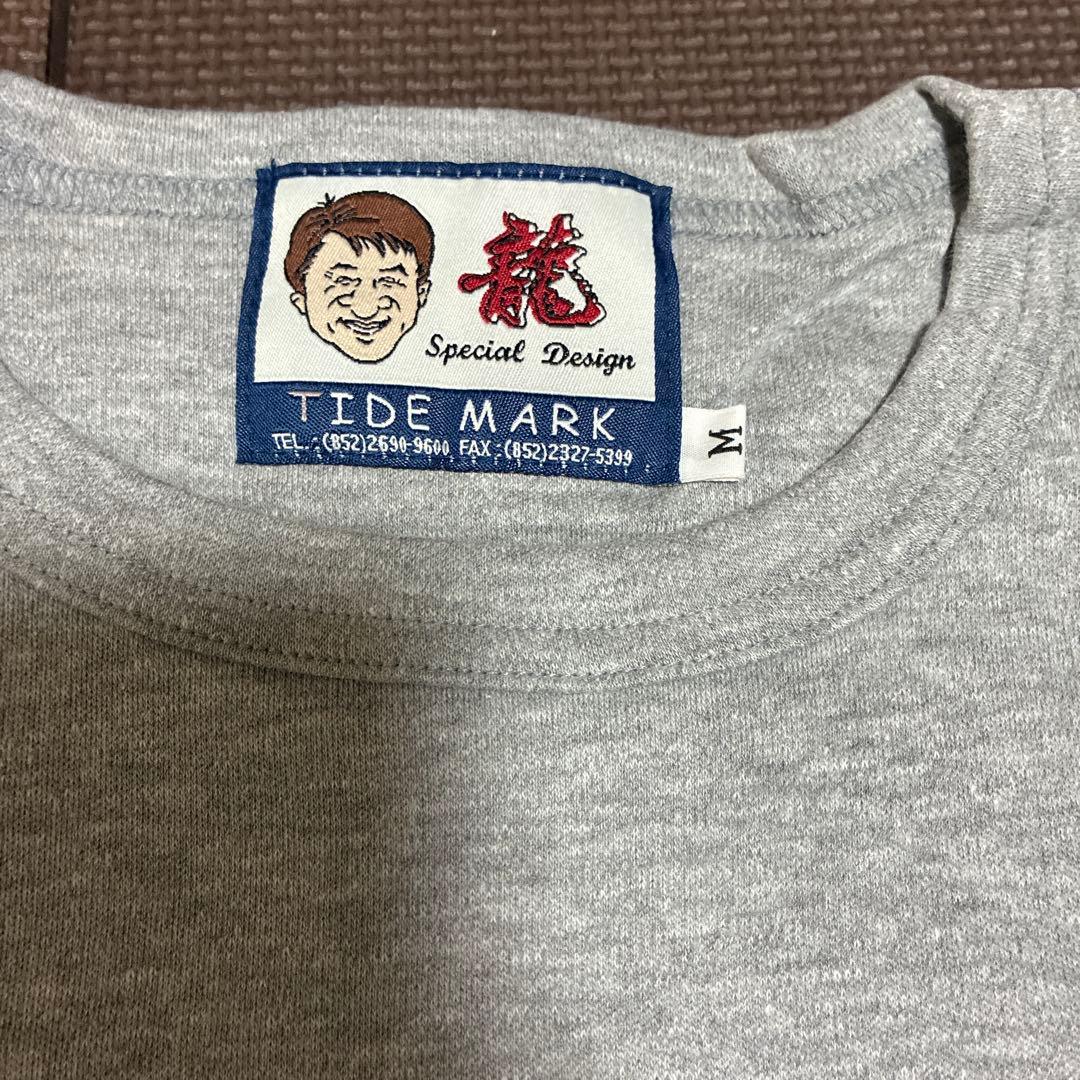 龍
Special Design
TIDE MARK
TEL.:(852)2690-9600 FAX.:(852)2327-5399
M